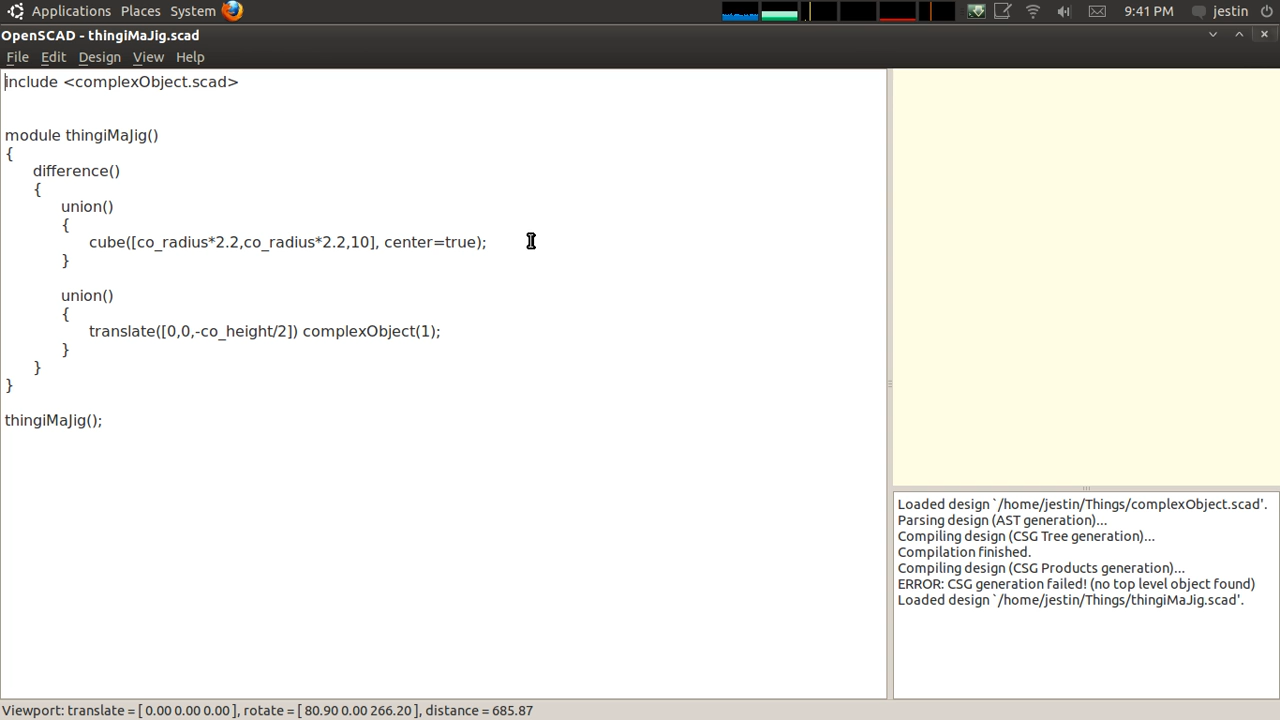 Applications Places System 9:41 PM jestin
OpenSCAD - thingiMaJig.scad
File Edit Design View Help
include <complexObject.scad>
module thingiMaJig()
{
difference()
{
union()
{
cube([co_radius*2.2,co_radius*2.2,10], center=true);
}
union()
{
translate([0,0,-co_height/2]) complexObject(1);
}
}
}
thingiMaJig();
Loaded design `/home/jestin/Things/complexObject.scad'.
Parsing design (AST generation)...
Compiling design (CSG Tree generation)...
Compilation finished.
Compiling design (CSG Products generation)...
ERROR: CSG generation failed! (no top level object found)
Loaded design `/home/jestin/Things/thingiMaJig.scad'.
Viewport: translate = [ 0.00 0.00 0.00 ], rotate = [ 80.90 0.00 266.20 ], distance = 685.87